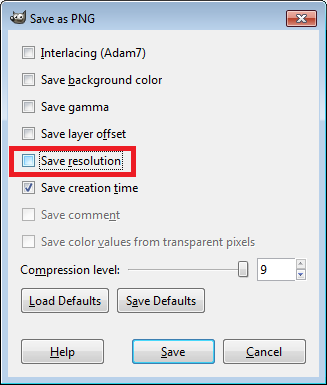 Save as PNG
Interlacing (Adam7)
Save background color
Save gamma
Save layer offset
Save resolution
Save creation time
Save comment
Save color values from transparent pixels
Compression level: 9
Load Defaults Save Defaults
Help Save Cancel